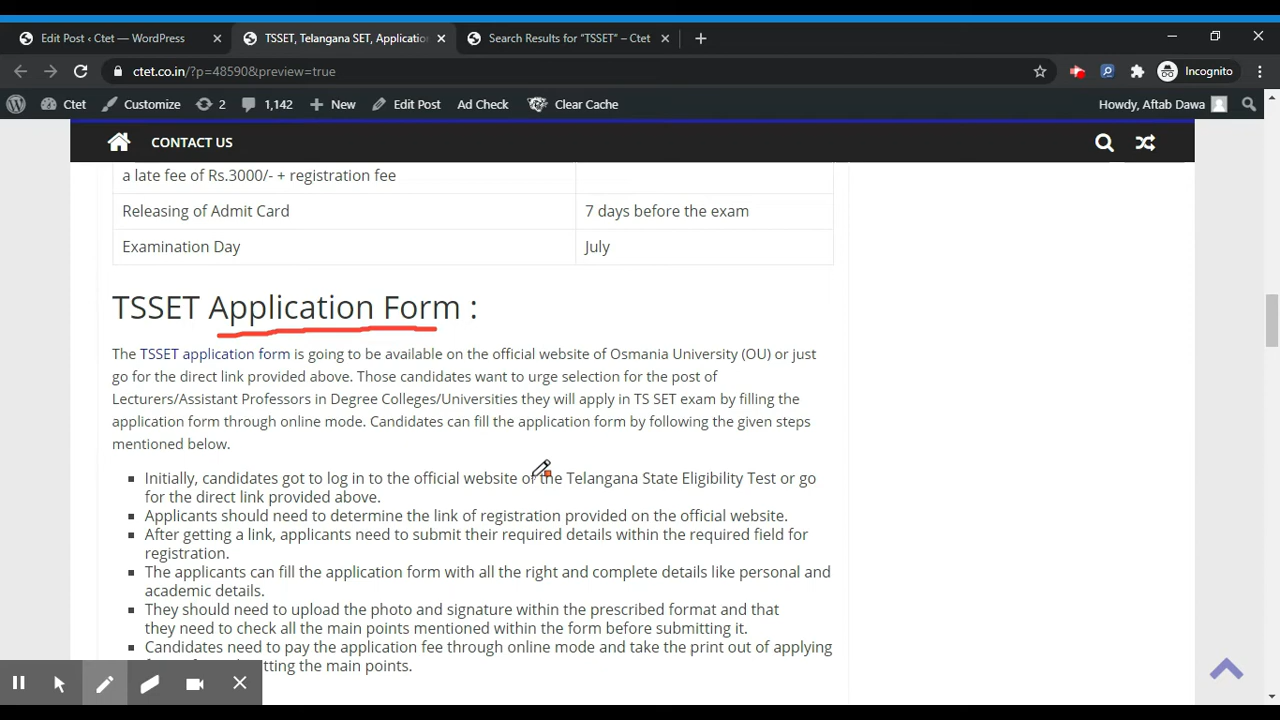 Edit Post ‹ Ctet — WordPress
TSSET, Telangana SET, Applicatio
Search Results for “TSSET” – Ctet
ctet.co.in/?p=48590&preview=true
Incognito
Ctet
Customize
2
1,142
New
Edit Post
Ad Check
Clear Cache
Howdy, Aftab Dawa
CONTACT US
a late fee of Rs.3000/- + registration fee
Releasing of Admit Card
7 days before the exam
Examination Day
July
TSSET Application Form :
The TSSET application form is going to be available on the official website of Osmania University (OU) or just
go for the direct link provided above. Those candidates want to urge selection for the post of
Lecturers/Assistant Professors in Degree Colleges/Universities they will apply in TS SET exam by filling the
application form through online mode. Candidates can fill the application form by following the given steps
mentioned below.
Initially, candidates got to log in to the official website of the Telangana State Eligibility Test or go
for the direct link provided above.
Applicants should need to determine the link of registration provided on the official website.
After getting a link, applicants need to submit their required details within the required field for
registration.
The applicants can fill the application form with all the right and complete details like personal and
academic details.
They should need to upload the photo and signature within the prescribed format and that
they need to check all the main points mentioned within the form before submitting it.
Candidates need to pay the application fee through online mode and take the print out of applying
the main points.